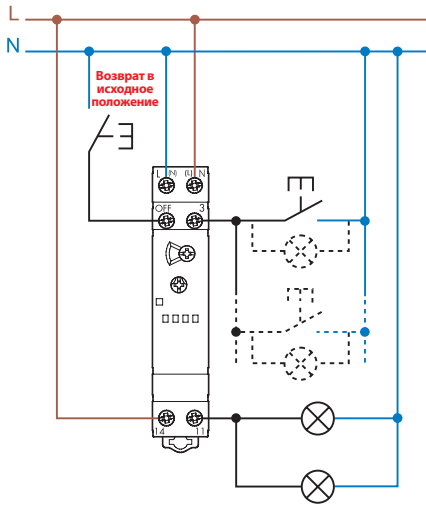 L
N
Возврат в
исходное
положение
L (N) (L) N
OFF 3
14 11